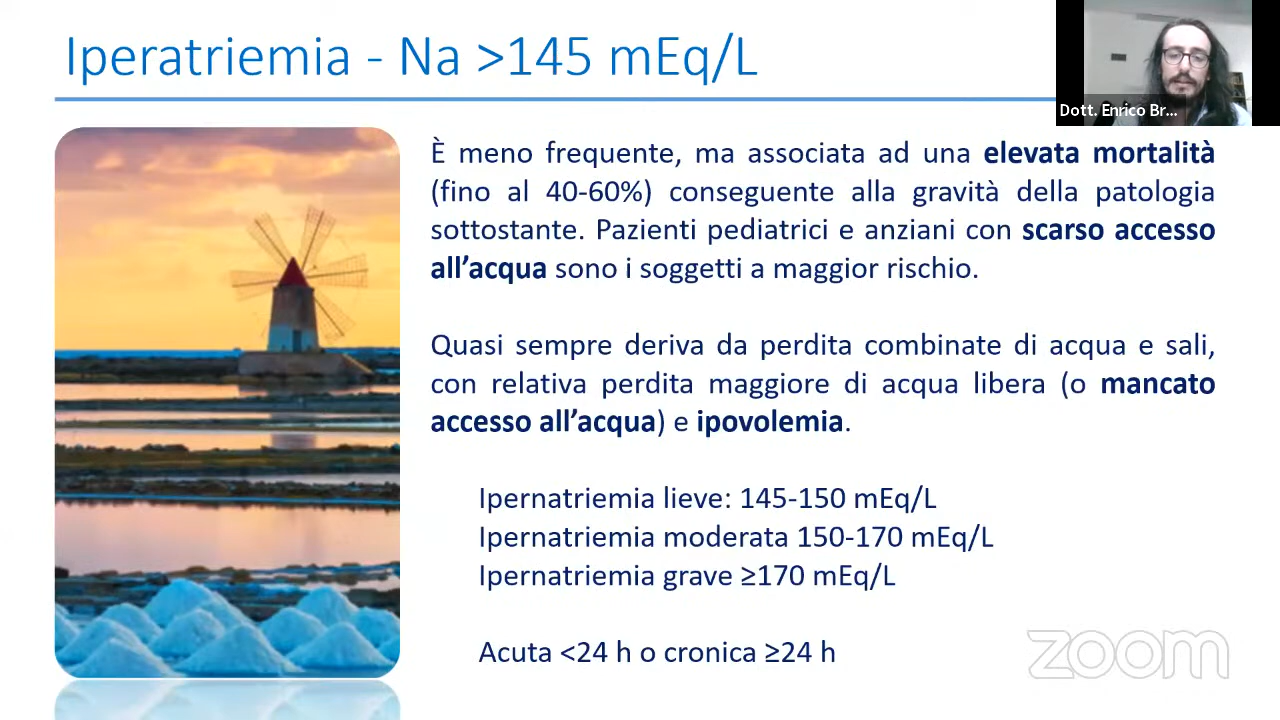 Iperatriemia - Na >145 mEq/L
Dott. Enrico Br...
È meno frequente, ma associata ad una elevata mortalità
(fino al 40-60%) conseguente alla gravità della patologia
sottostante. Pazienti pediatrici e anziani con scarso accesso
all’acqua sono i soggetti a maggior rischio.
Quasi sempre deriva da perdita combinate di acqua e sali,
con relativa perdita maggiore di acqua libera (o mancato
accesso all’acqua) e ipovolemia.
Ipernatriemia lieve: 145-150 mEq/L
Ipernatriemia moderata 150-170 mEq/L
Ipernatriemia grave ≥170 mEq/L
Acuta <24 h o cronica ≥24 h
zoom